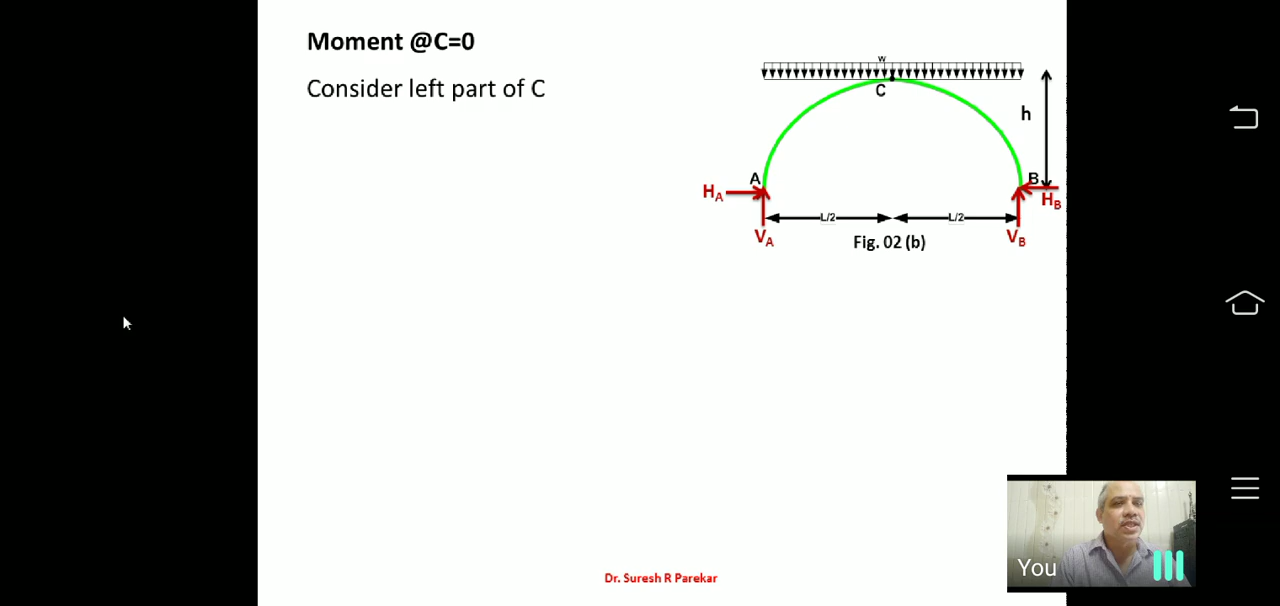 Moment @C=0
Consider left part of C
w
C
h
A
B
HA
HB
L/2
L/2
VA
VB
Fig. 02 (b)
You
Dr. Suresh R Parekar